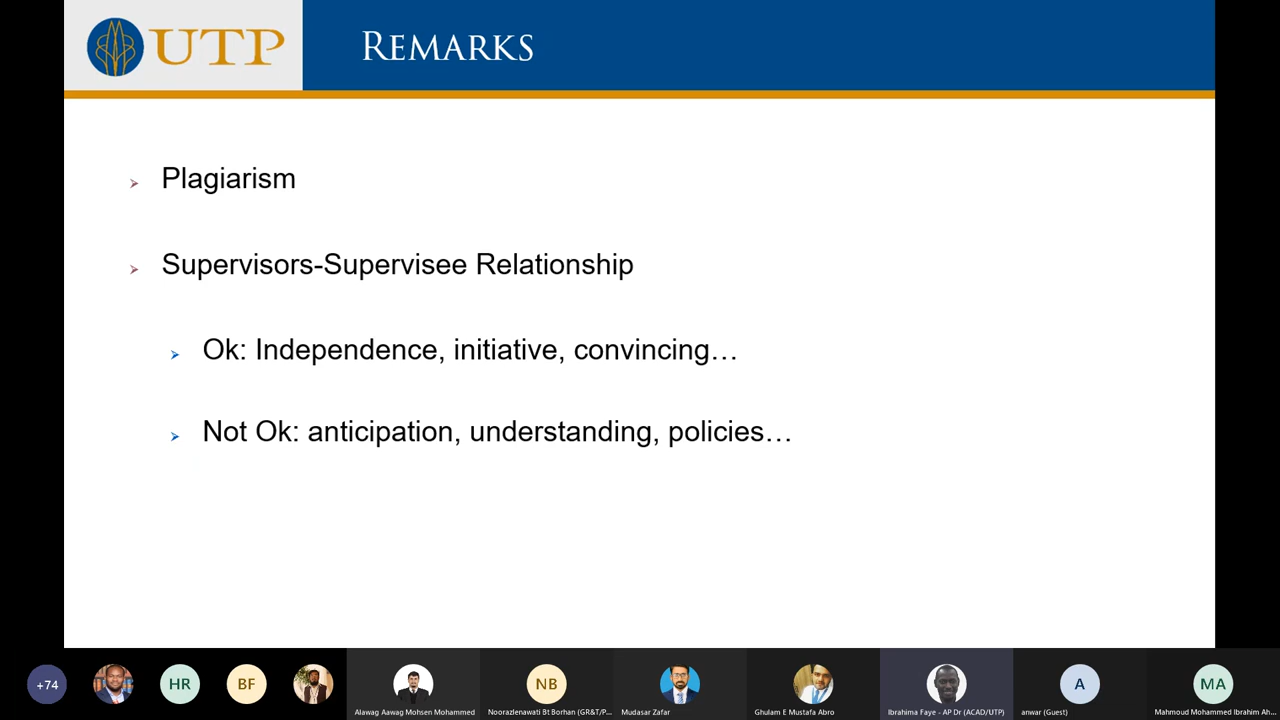 UTP
REMARKS
Plagiarism
Supervisors-Supervisee Relationship
Ok: Independence, initiative, convincing…
Not Ok: anticipation, understanding, policies…
+74
HR
BF
NB
A
MA
Alawag Aawag Mohsen Mohammed
Noorazlenawati Bt Borhan (GR&T/P...
Mudasar Zafar
Ghulam E Mustafa Abro
Ibrahima Faye - AP Dr (ACAD/UTP)
anwar (Guest)
Mahmoud Mohammed Ibrahim Ah...